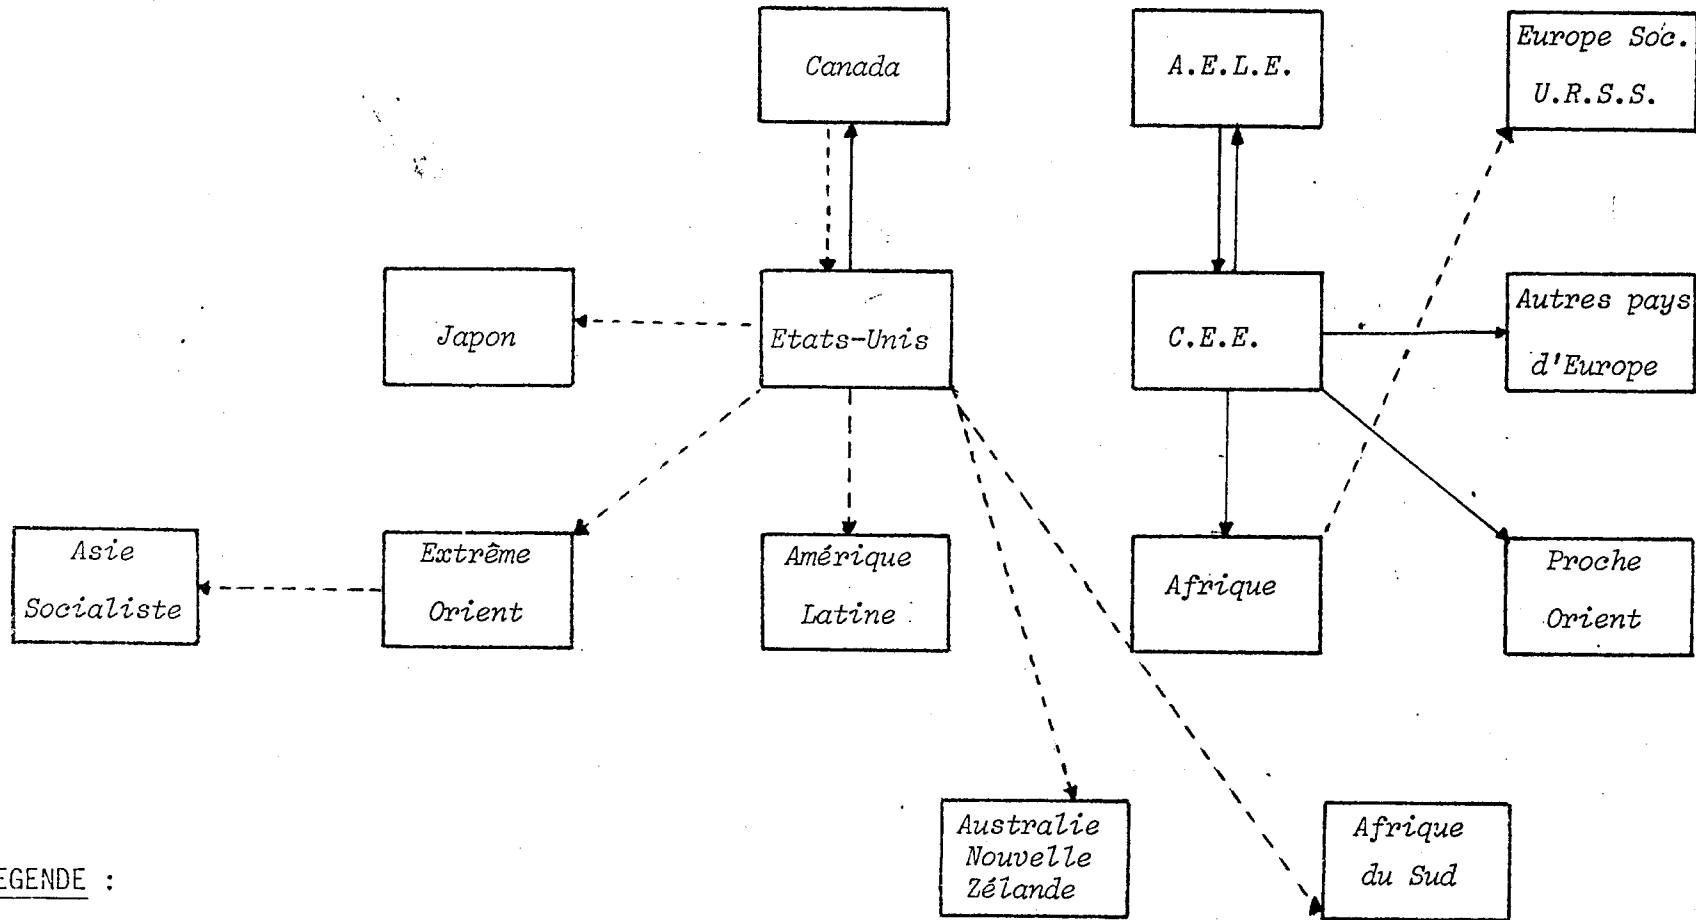 Canada
A.E.L.E.
Europe Soc.
U.R.S.S.
Japon
Etats-Unis
C.E.E.
Autres pays
d'Europe
Asie
Socialiste
Extrême
Orient
Amérique
Latine
Afrique
Proche
Orient
Australie
Nouvelle
Zélande
Afrique
du Sud
EGENDE :